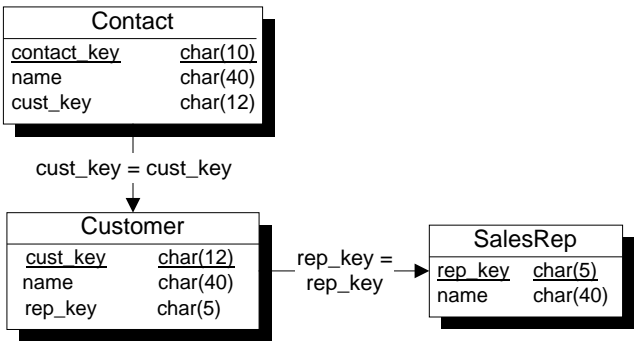 Contact
contact_key char(10)
name char(40)
cust_key char(12)
cust_key = cust_key
Customer
cust_key char(12)
name char(40)
rep_key char(5)
rep_key =
rep_key
SalesRep
rep_key char(5)
name char(40)